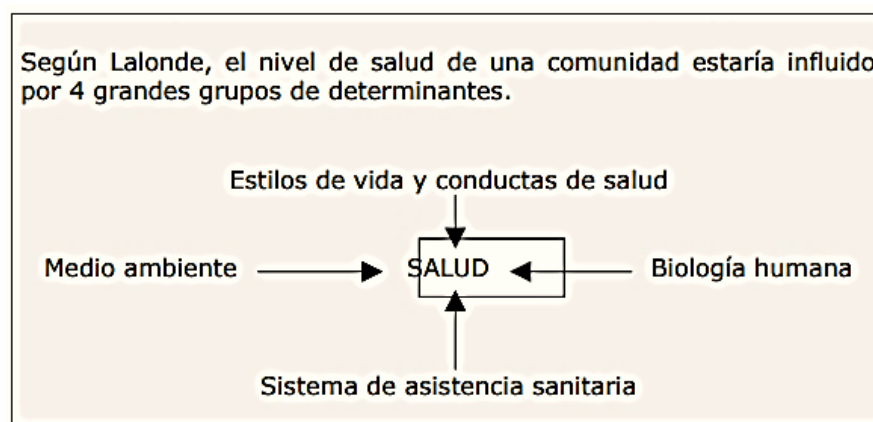 Según Lalonde, el nivel de salud de una comunidad estaría influido
por 4 grandes grupos de determinantes.
Estilos de vida y conductas de salud
Medio ambiente SALUD Biología humana
Sistema de asistencia sanitaria